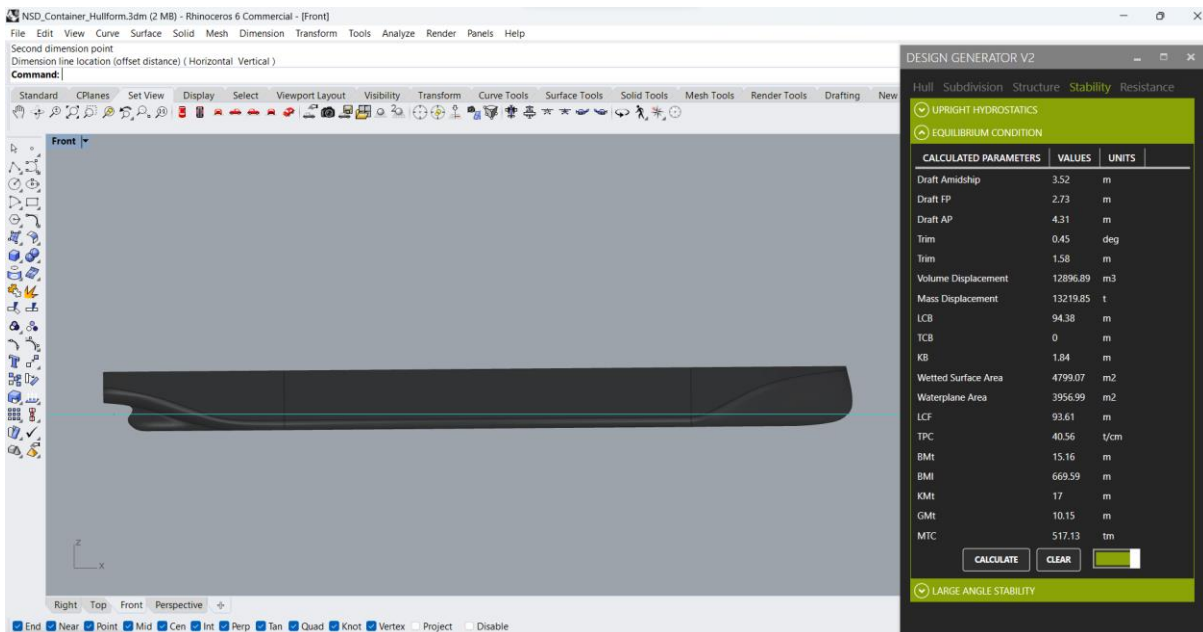 NSD_Container_Hullform.3dm (2 MB) - Rhinoceros 6 Commercial - [Front]
File Edit View Curve Surface Solid Mesh Dimension Transform Tools Analyze Render Panels Help
Second dimension point
Dimension line location (offset distance) ( Horizontal Vertical )
Command:
Standard CPlanes Set View Display Select Viewport Layout Visibility Transform Curve Tools Surface Tools Solid Tools Mesh Tools Render Tools Drafting New
Front
z
x
Right Top Front Perspective
End Near Point Mid Cen Int Perp Tan Quad Knot Vertex Project Disable
DESIGN GENERATOR V2
Hull Subdivision Structure Stability Resistance
UPRIGHT HYDROSTATICS
EQUILIBRIUM CONDITION
CALCULATED PARAMETERS VALUES UNITS
Draft Amidship 3.52 m
Draft FP 2.73 m
Draft AP 4.31 m
Trim 0.45 deg
Trim 1.58 m
Volume Displacement 12896.89 m3
Mass Displacement 13219.85 t
LCB 94.38 m
TCB 0 m
KB 1.84 m
Wetted Surface Area 4799.07 m2
Waterplane Area 3956.99 m2
LCF 93.61 m
TPC 40.56 t/cm
BMt 15.16 m
BMl 669.59 m
KMt 17 m
GMt 10.15 m
MTC 517.13 tm
CALCULATE CLEAR
LARGE ANGLE STABILITY